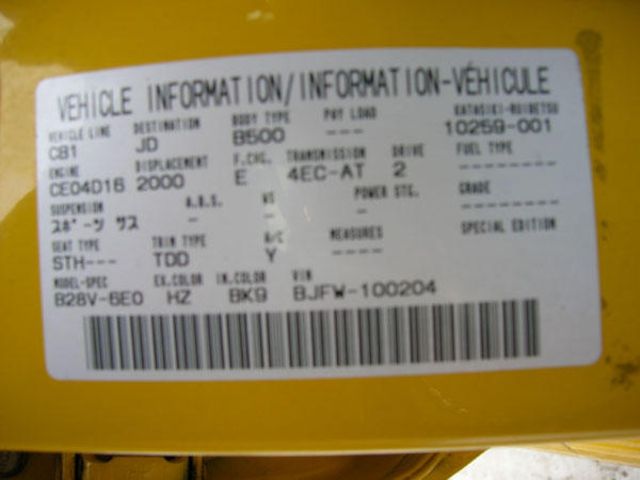 VEHICLE INFORMATION/INFORMATION-VÉHICULE
VEHICLE-LINE DESTINATION BODY TYPE PAY LOAD KATASIKI-RUIBETSU
CB1 JD B500 --- 10259-001
ENGINE DISPLACEMENT F.CHG. TRANSMISSION DRIVE FUEL TYPE
CE04D16 2000 E 4EC-AT 2 ---
SUSPENSION A.B.S. WS POWER STG. GRADE
スポーツ サス - - - ---
SEAT TYPE TRIM TYPE A/C MEASURES SPECIAL EDITION
STH--- TDD Y
MODEL-SPEC EX.COLOR IN.COLOR VIN
B28V-6E0 HZ BK9 BJFW-100204